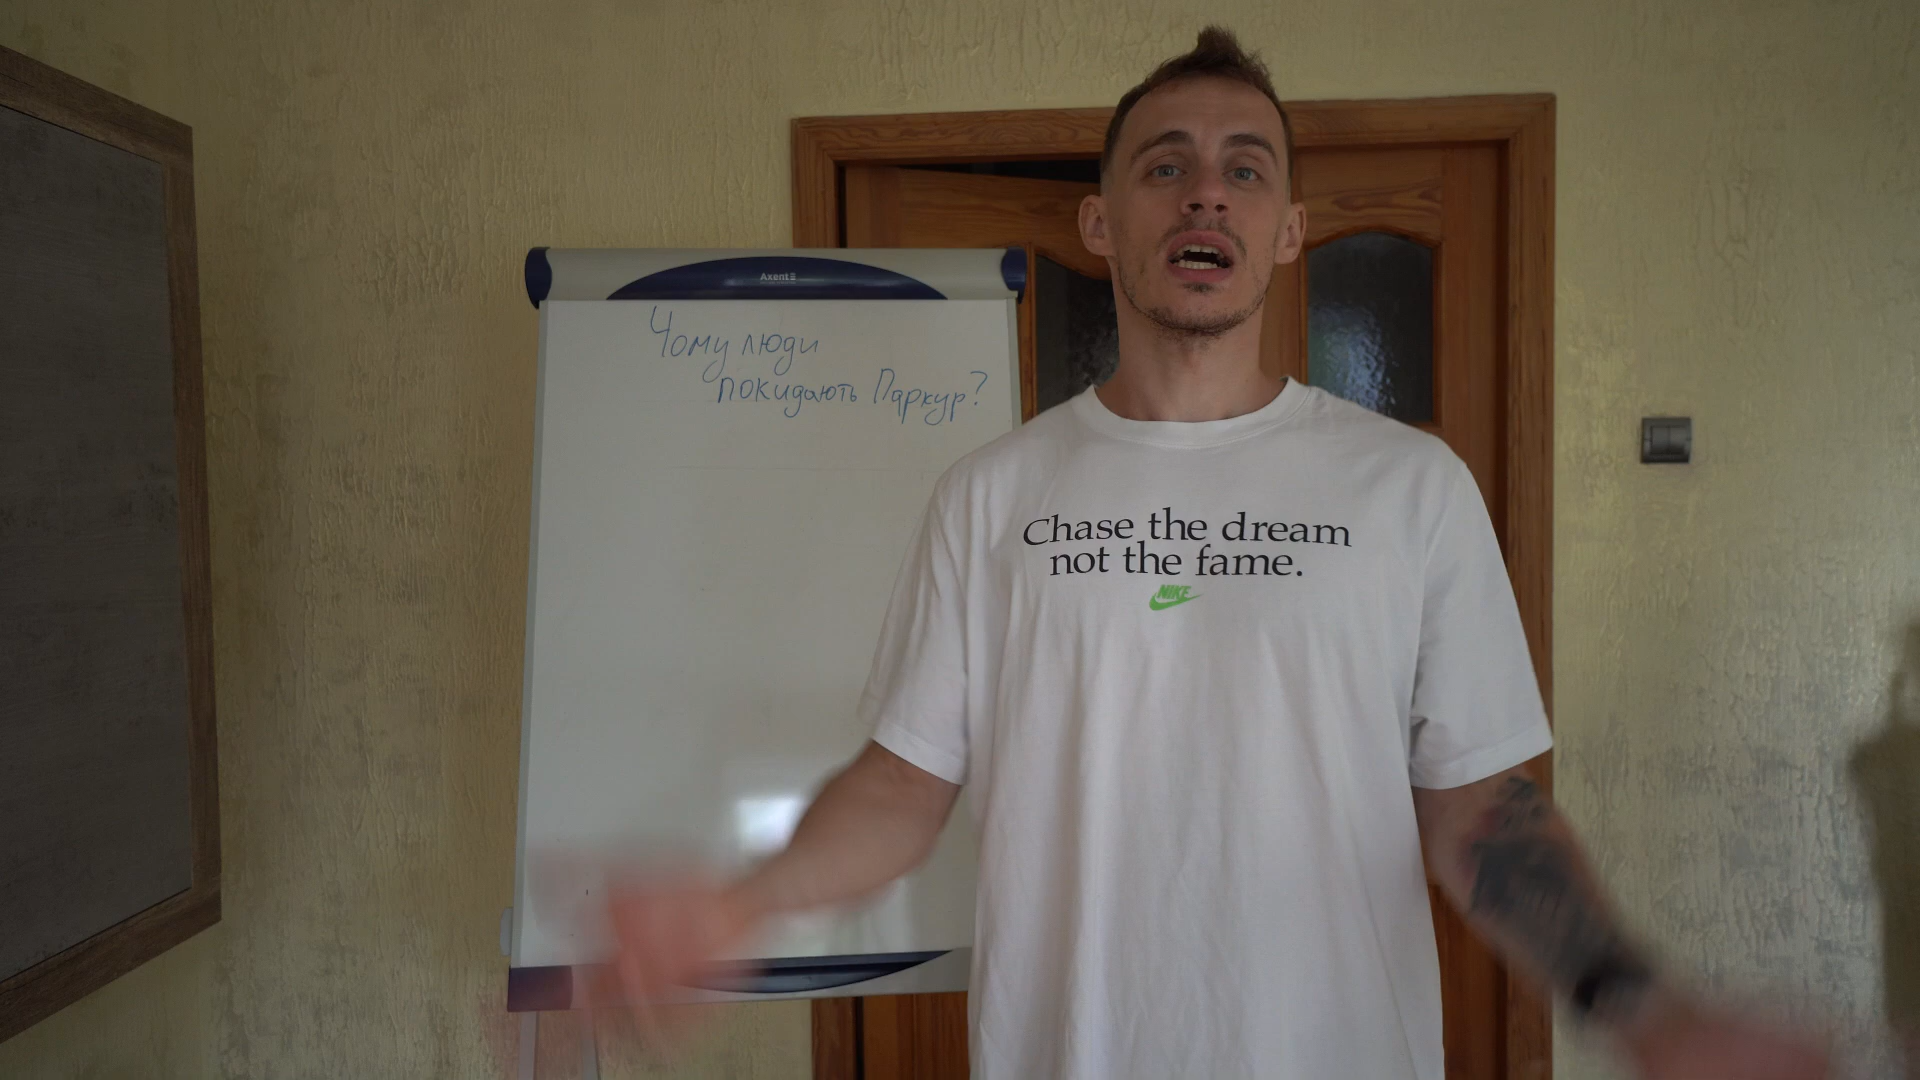 Axent
Чому люди
покидають Паркур?
Chase the dream
not the fame.
NIKE